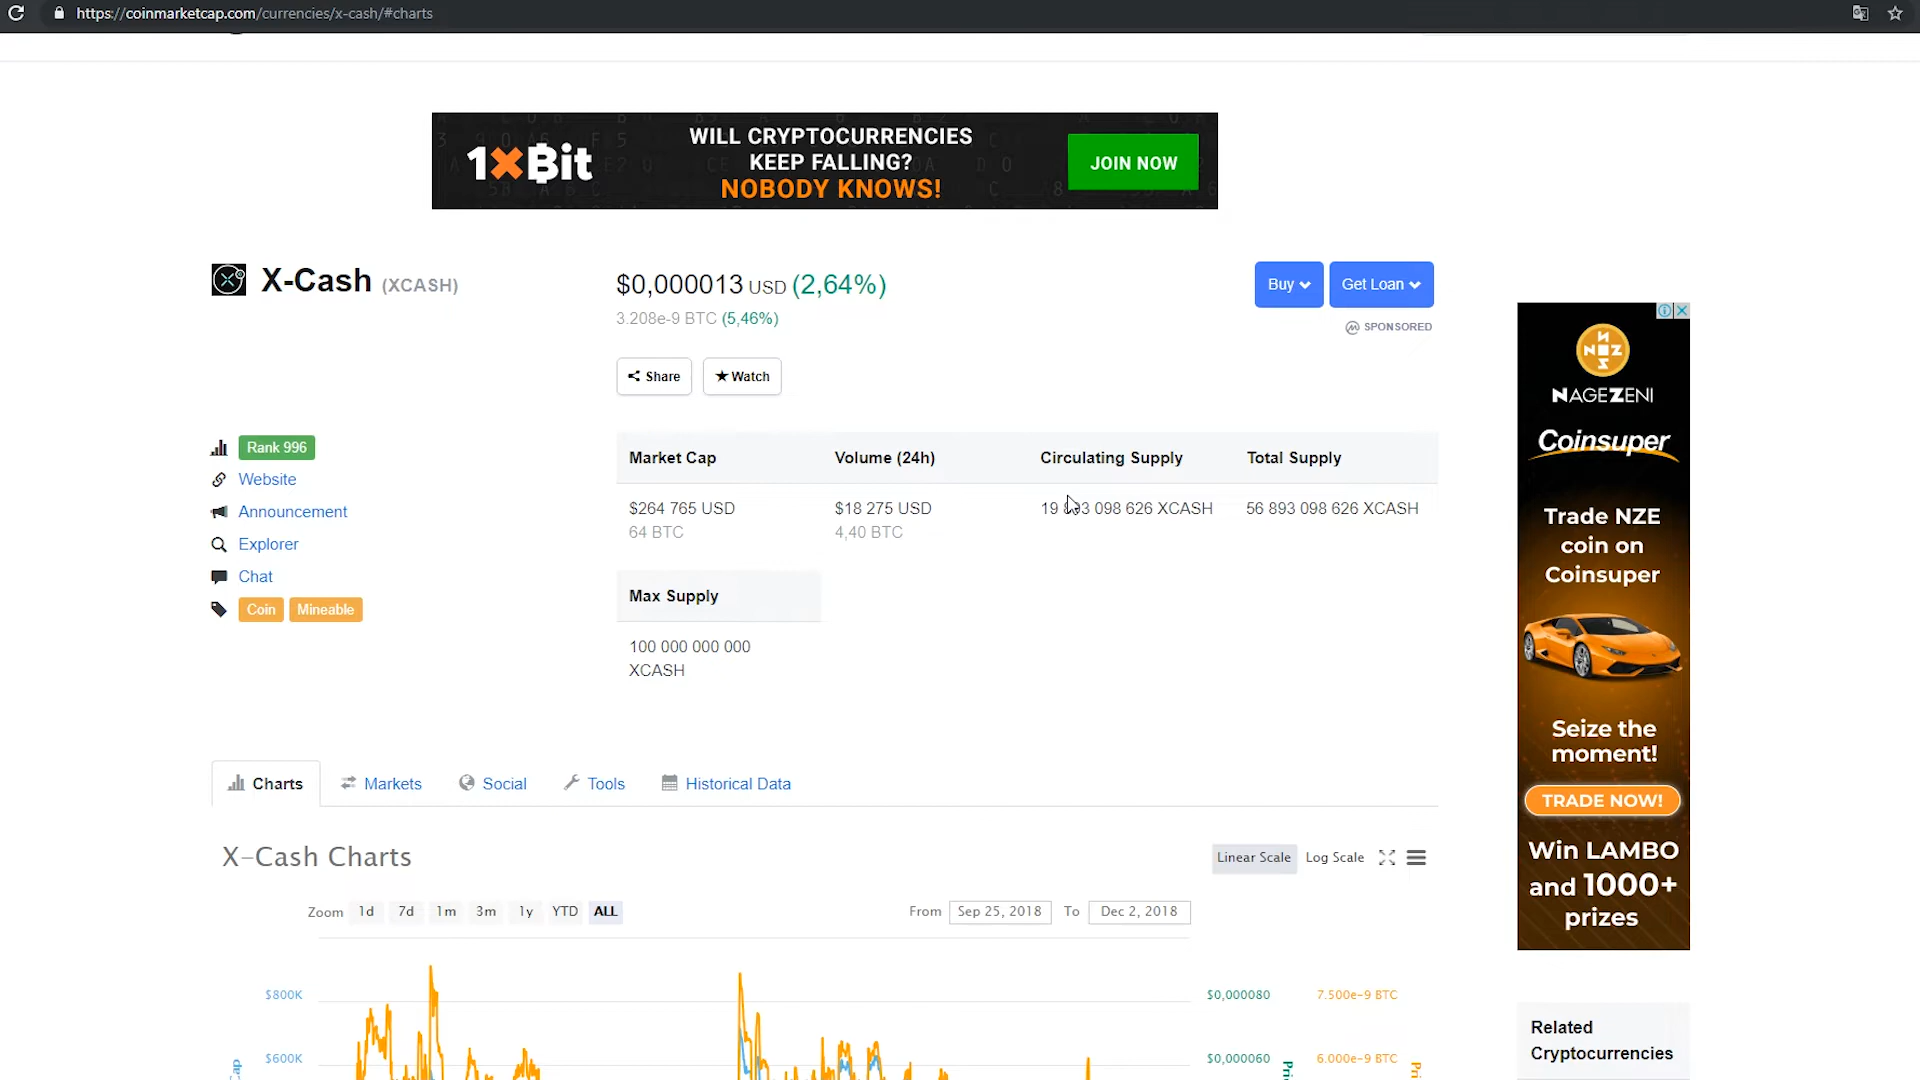 https://coinmarketcap.com/currencies/x-cash/#charts
1XBit
WILL CRYPTOCURRENCIES
KEEP FALLING?
NOBODY KNOWS!
JOIN NOW
X-Cash (XCASH)
$0,000013 USD (2,64%)
3.208e-9 BTC (5,46%)
Buy
Get Loan
SPONSORED
Share
Watch
Rank 996
Website
Announcement
Explorer
Chat
Coin
Mineable
Market Cap
Volume (24h)
Circulating Supply
Total Supply
$264 765 USD
$18 275 USD
19 893 098 626 XCASH
56 893 098 626 XCASH
64 BTC
4,40 BTC
Max Supply
100 000 000 000
XCASH
NZ
NAGEZENI
Coinsuper
Trade NZE
coin on
Coinsuper
Seize the
moment!
TRADE NOW!
Win LAMBO
and 1000+
prizes
Charts
Markets
Social
Tools
Historical Data
X-Cash Charts
Linear Scale
Log Scale
Zoom 1d 7d 1m 3m 1y YTD ALL
From Sep 25, 2018 To Dec 2, 2018
$800K
$0,000080
7.500e-9 BTC
$600K
$0,000060
6.000e-9 BTC
Related
Cryptocurrencies